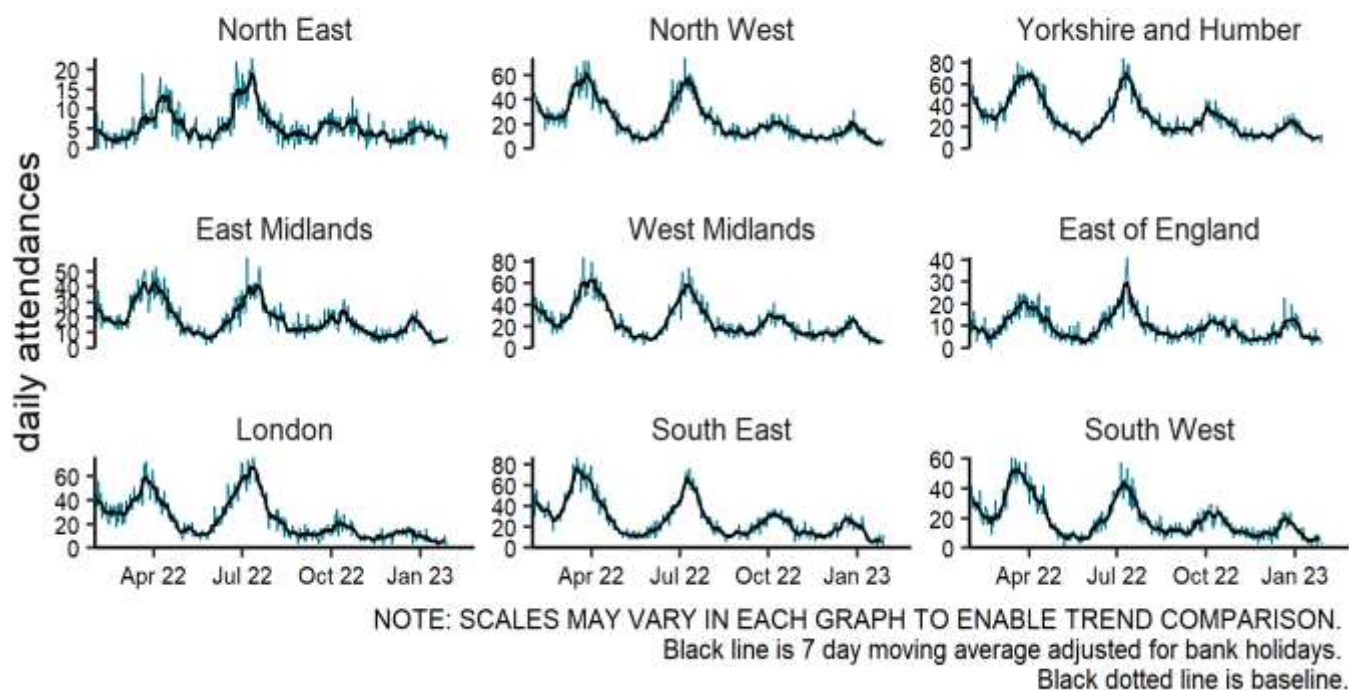 daily attendances
North East
20
15
10
5
0
North West
60
40
20
0
Yorkshire and Humber
80
60
40
20
0
East Midlands
50
40
30
20
10
0
West Midlands
80
60
40
20
0
East of England
40
30
20
10
0
London
60
40
20
0
Apr 22 Jul 22 Oct 22 Jan 23
South East
80
60
40
20
0
Apr 22 Jul 22 Oct 22 Jan 23
South West
60
40
20
0
Apr 22 Jul 22 Oct 22 Jan 23
NOTE: SCALES MAY VARY IN EACH GRAPH TO ENABLE TREND COMPARISON.
Black line is 7 day moving average adjusted for bank holidays.
Black dotted line is baseline.